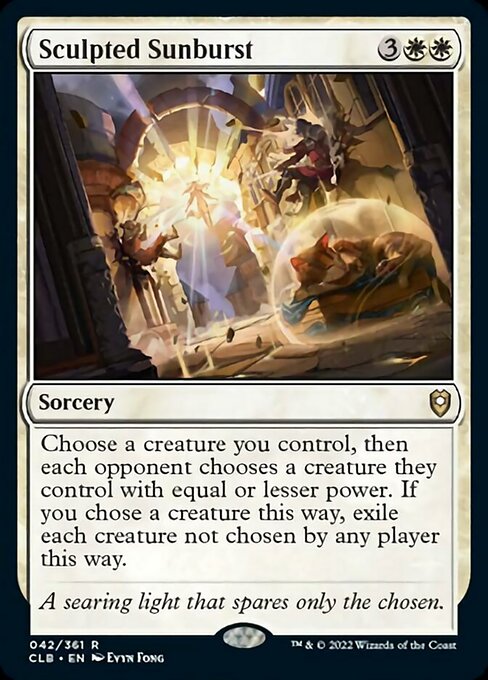 Sculpted Sunburst 3
Sorcery
Choose a creature you control, then
each opponent chooses a creature they
control with equal or lesser power. If
you chose a creature this way, exile
each creature not chosen by any player
this way.
A searing light that spares only the chosen.
042/361 R
CLB • EN Evyn Fong
™ & © 2022 Wizards of the Coast